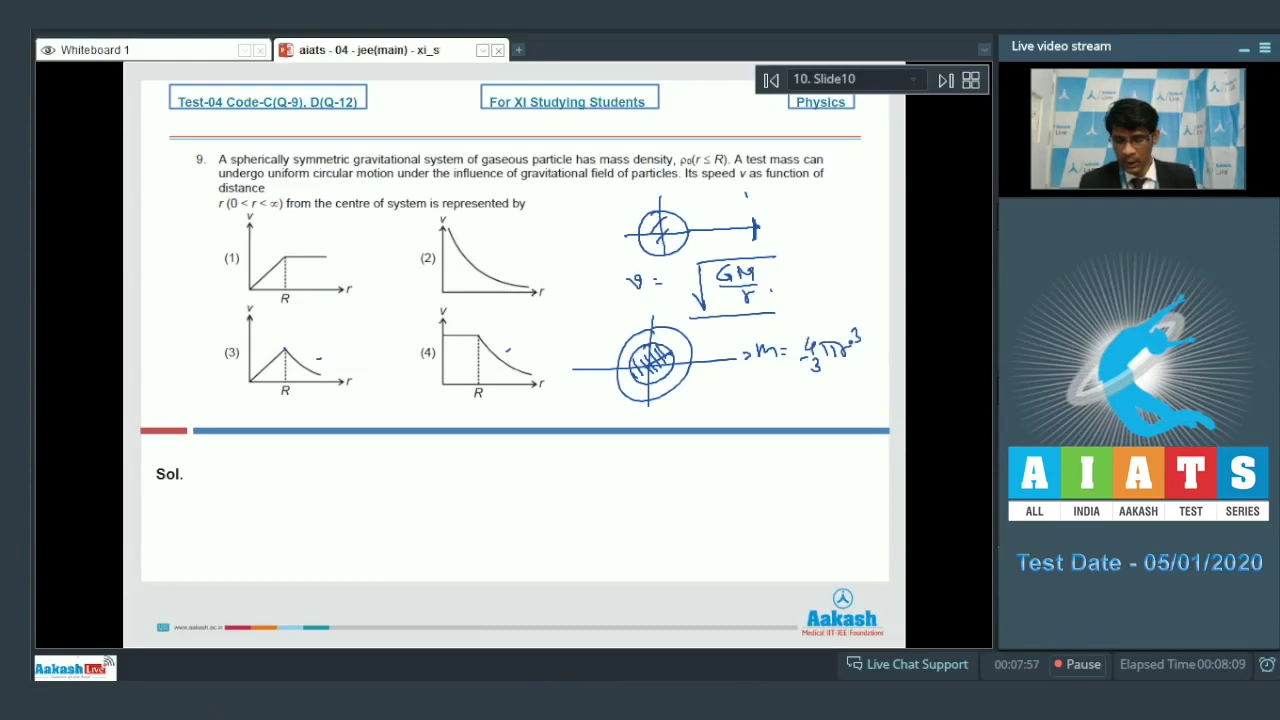 Whiteboard 1
aiats - 04 - jee(main) - xi_s
Live video stream
10. Slide10
Test-04 Code-C(Q-9), D(Q-12)
For XI Studying Students
Physics
9. A spherically symmetric gravitational system of gaseous particle has mass density, ρ₀(r ≤ R). A test mass can
undergo uniform circular motion under the influence of gravitational field of particles. Its speed v as function of
distance
r (0 < r < ∞) from the centre of system is represented by
(1) v R r
(2) v r
(3) v R r
(4) v R r
v = √(GM/r)
M = 4/3 πr³
Sol.
www.aakash.ac.in
Aakash
Medical|IIT-JEE|Foundations
AIATS
ALL INDIA AAKASH TEST SERIES
Test Date - 05/01/2020
Aakash Live
Live Chat Support
00:07:57
Pause
Elapsed Time 00:08:09